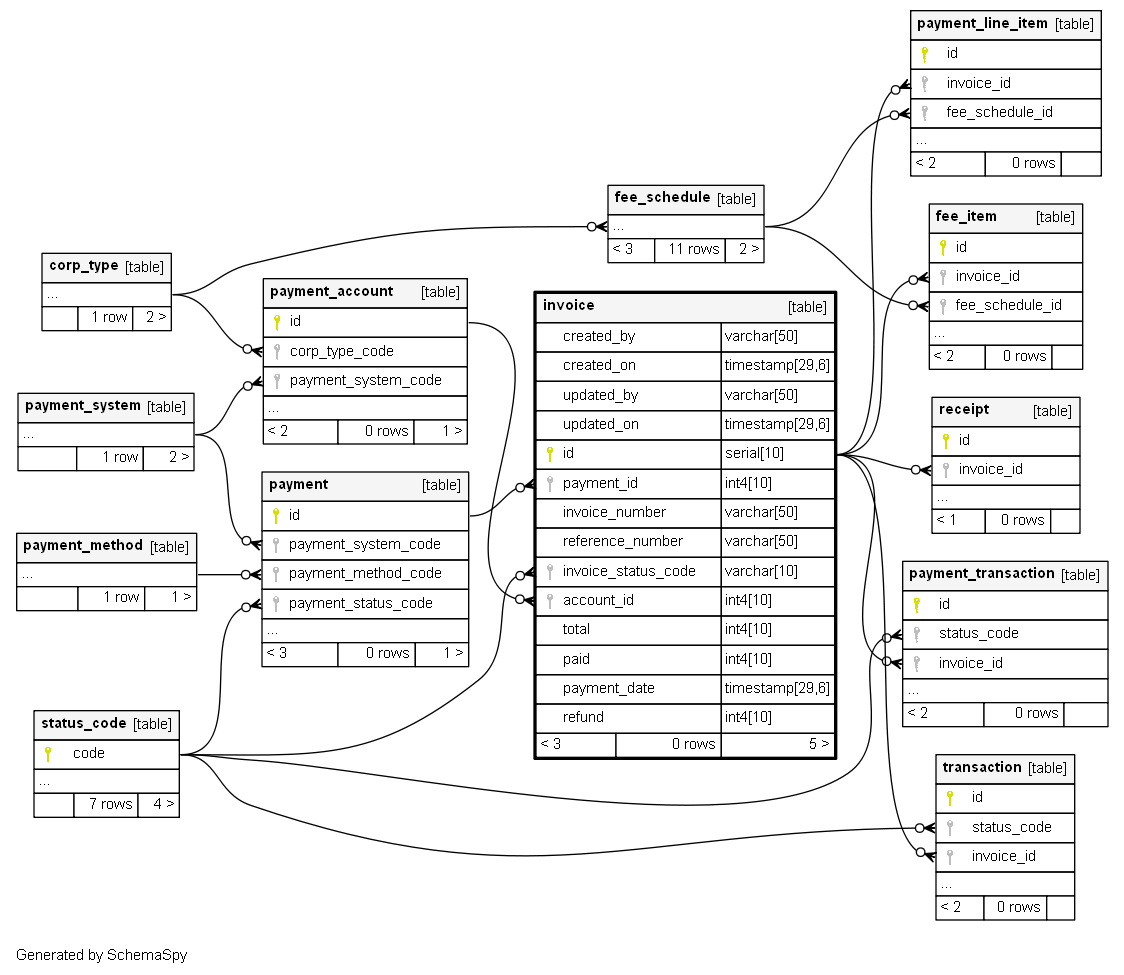 payment_line_item [table]
id
invoice_id
fee_schedule_id
...
< 2 0 rows
fee_schedule [table]
...
< 3 11 rows 2 >
fee_item [table]
id
invoice_id
fee_schedule_id
...
< 2 0 rows
corp_type [table]
...
1 row 2 >
payment_account [table]
id
corp_type_code
payment_system_code
...
< 2 0 rows 1 >
invoice [table]
created_by varchar[50]
created_on timestamp[29,6]
updated_by varchar[50]
updated_on timestamp[29,6]
id serial[10]
payment_id int4[10]
invoice_number varchar[50]
reference_number varchar[50]
invoice_status_code varchar[10]
account_id int4[10]
total int4[10]
paid int4[10]
payment_date timestamp[29,6]
refund int4[10]
< 3 0 rows 5 >
payment_system [table]
...
1 row 2 >
receipt [table]
id
invoice_id
...
< 1 0 rows
payment [table]
id
payment_system_code
payment_method_code
payment_status_code
...
< 3 0 rows 1 >
payment_method [table]
...
1 row 1 >
payment_transaction [table]
id
status_code
invoice_id
...
< 2 0 rows
status_code [table]
code
...
7 rows 4 >
transaction [table]
id
status_code
invoice_id
...
< 2 0 rows
Generated by SchemaSpy